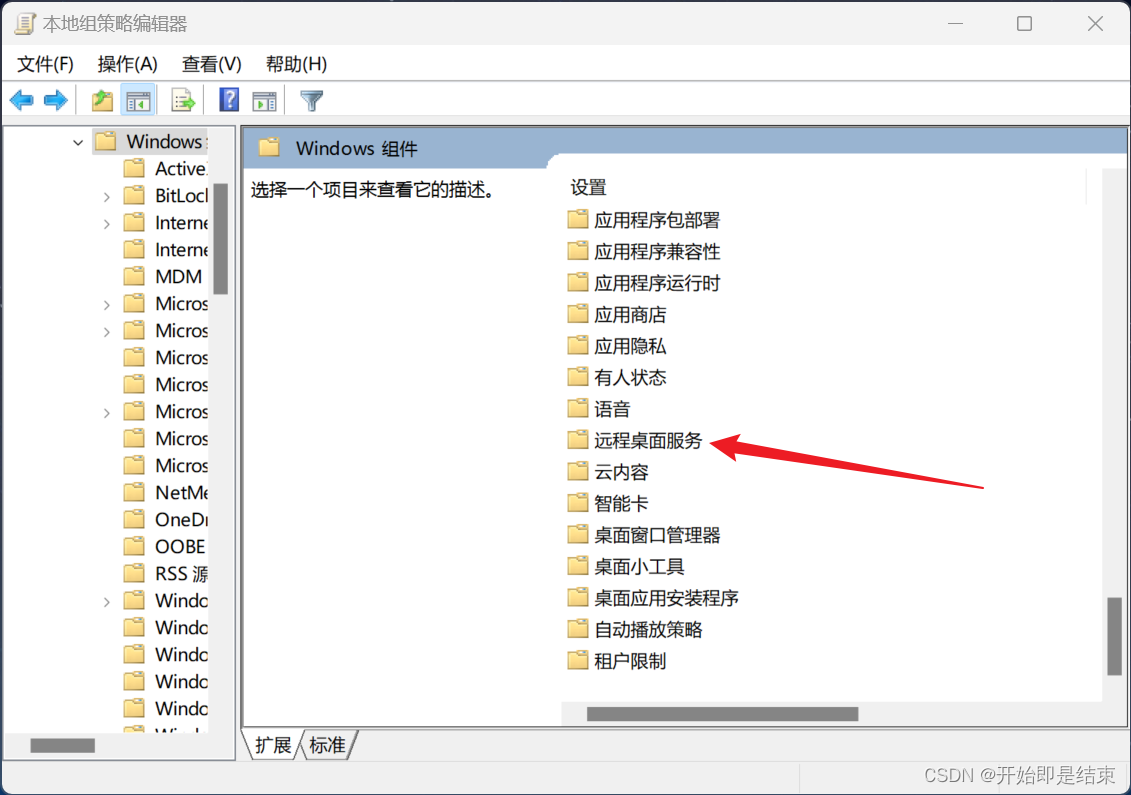 本地组策略编辑器
文件(F) 操作(A) 查看(V) 帮助(H)
Windows
Active
BitLoc
Interne
Interne
MDM
Micros
Micros
Micros
Micros
Micros
Micros
Micros
NetMe
OneDr
OOBE
RSS 源
Windo
Windo
Windo
Windo
Windo
Windows 组件
选择一个项目来查看它的描述。
设置
应用程序包部署
应用程序兼容性
应用程序运行时
应用商店
应用隐私
有人状态
语音
远程桌面服务
云内容
智能卡
桌面窗口管理器
桌面小工具
桌面应用安装程序
自动播放策略
租户限制
扩展 标准
CSDN @开始即是结束